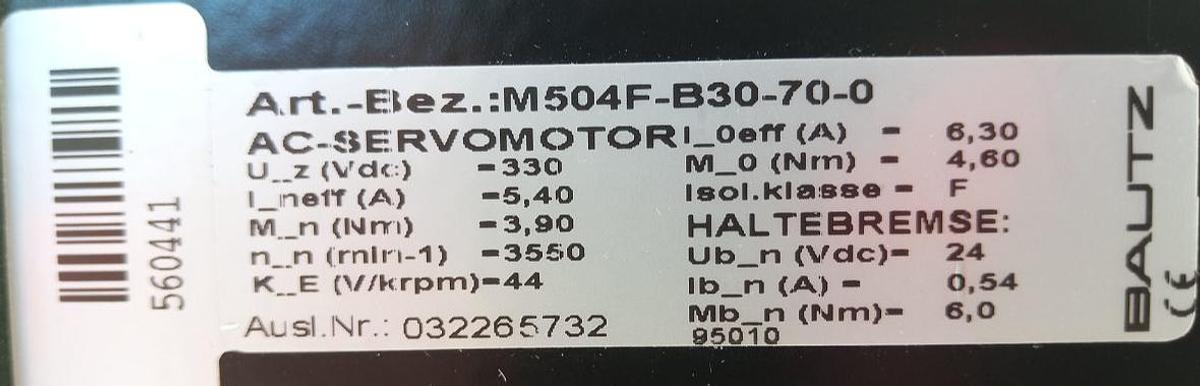 560441
Art.-Bez.:M504F-B30-70-0
AC-SERVOMOTOR
U_z (Vdc) =330
I_neff (A) =5,40
M_n (Nm) =3,90
n_n (min-1) =3550
K_E (V/krpm)=44
Ausl.Nr.: 032265732
I_0eff (A) = 6,30
M_0 (Nm) = 4,60
Isol.klasse = F
HALTEBREMSE:
Ub_n (Vdc)= 24
Ib_n (A) = 0,54
Mb_n (Nm)= 6,0
95010
BAUTZ
CE